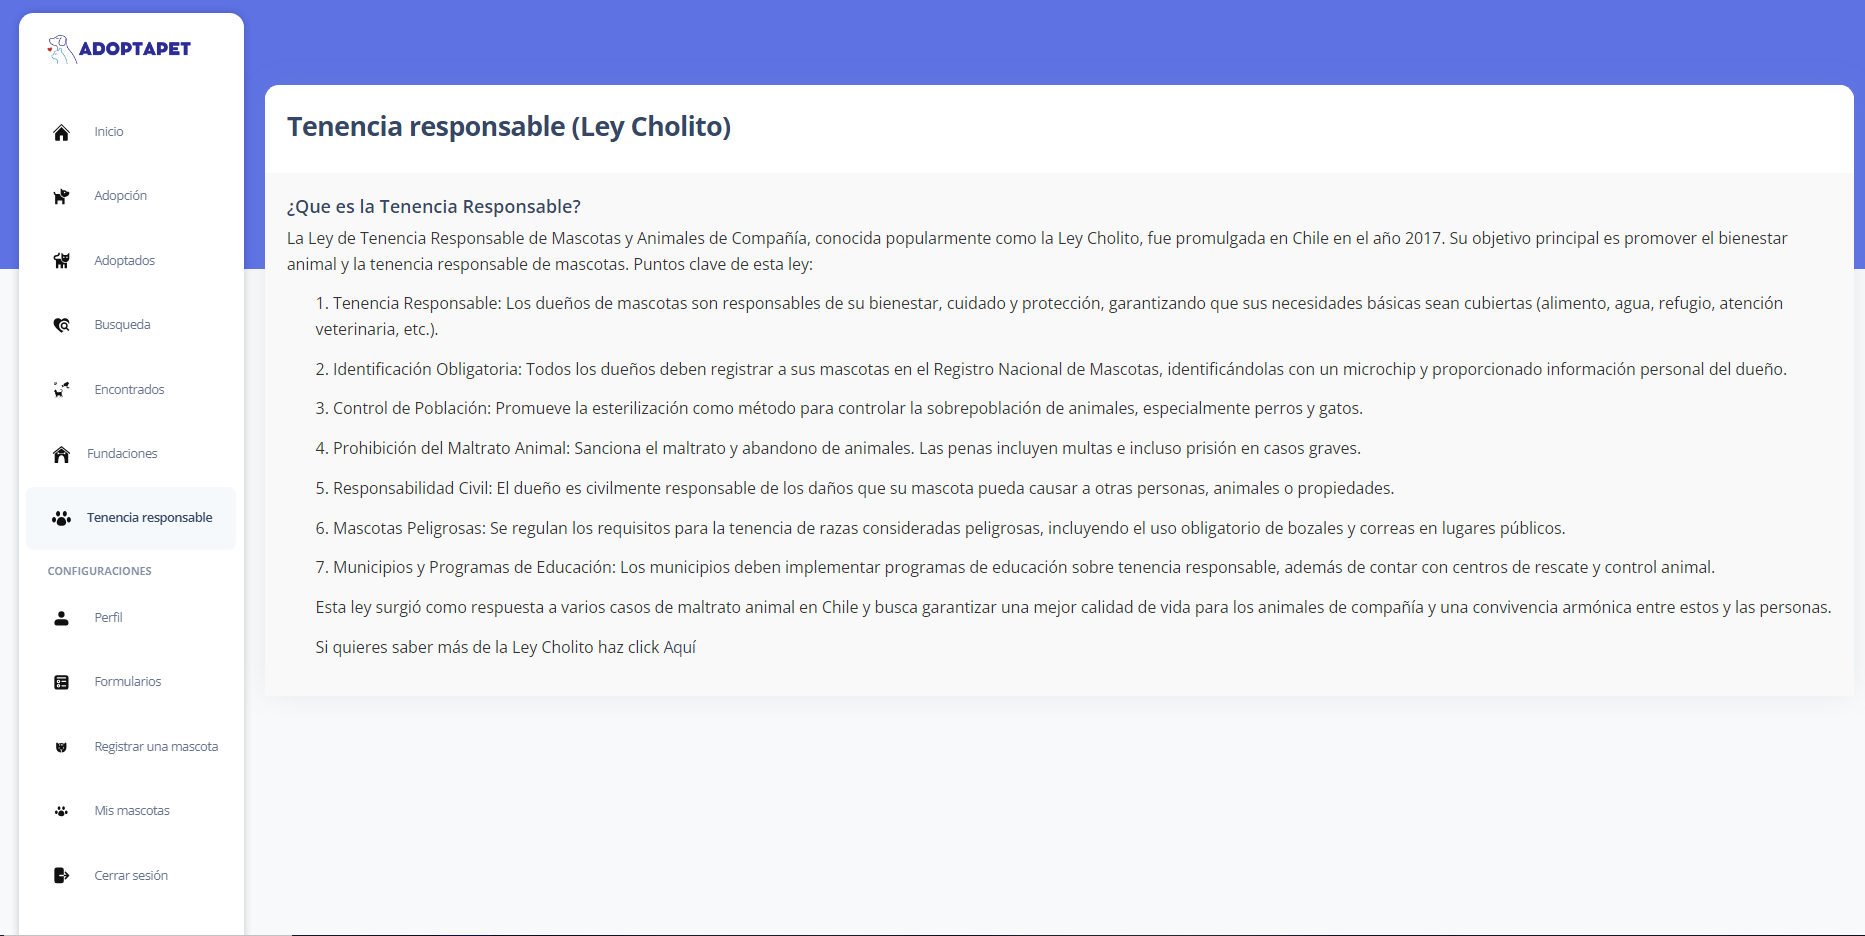 ADOPTAPET
Inicio
Adopción
Adoptados
Busqueda
Encontrados
Fundaciones
Tenencia responsable
CONFIGURACIONES
Perfil
Formularios
Registrar una mascota
Mis mascotas
Cerrar sesión
Tenencia responsable (Ley Cholito)
¿Que es la Tenencia Responsable?
La Ley de Tenencia Responsable de Mascotas y Animales de Compañía, conocida popularmente como la Ley Cholito, fue promulgada en Chile en el año 2017. Su objetivo principal es promover el bienestar
animal y la tenencia responsable de mascotas. Puntos clave de esta ley:
1. Tenencia Responsable: Los dueños de mascotas son responsables de su bienestar, cuidado y protección, garantizando que sus necesidades básicas sean cubiertas (alimento, agua, refugio, atención
veterinaria, etc.).
2. Identificación Obligatoria: Todos los dueños deben registrar a sus mascotas en el Registro Nacional de Mascotas, identificándolas con un microchip y proporcionado información personal del dueño.
3. Control de Población: Promueve la esterilización como método para controlar la sobrepoblación de animales, especialmente perros y gatos.
4. Prohibición del Maltrato Animal: Sanciona el maltrato y abandono de animales. Las penas incluyen multas e incluso prisión en casos graves.
5. Responsabilidad Civil: El dueño es civilmente responsable de los daños que su mascota pueda causar a otras personas, animales o propiedades.
6. Mascotas Peligrosas: Se regulan los requisitos para la tenencia de razas consideradas peligrosas, incluyendo el uso obligatorio de bozales y correas en lugares públicos.
7. Municipios y Programas de Educación: Los municipios deben implementar programas de educación sobre tenencia responsable, además de contar con centros de rescate y control animal.
Esta ley surgió como respuesta a varios casos de maltrato animal en Chile y busca garantizar una mejor calidad de vida para los animales de compañía y una convivencia armónica entre estos y las personas.
Si quieres saber más de la Ley Cholito haz click Aquí